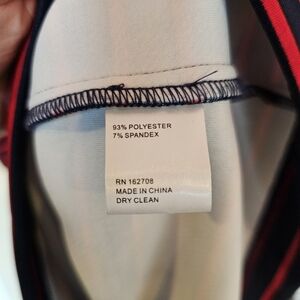 93% POLYESTER
7% SPANDEX
RN 162708
MADE IN CHINA
DRY CLEAN